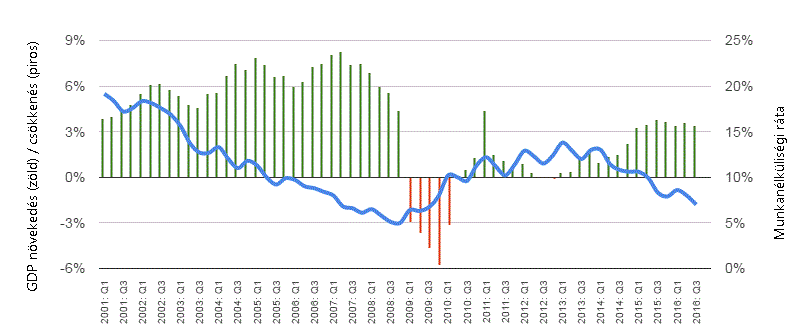 GDP növekedés (zöld) / csökkenés (piros)
9%
6%
3%
0%
-3%
-6%
25%
20%
15%
10%
5%
0%
Munkanélküliségi ráta
2001: Q1
2001: Q3
2002: Q1
2002: Q3
2003: Q1
2003: Q3
2004: Q1
2004: Q3
2005: Q1
2005: Q3
2006: Q1
2006: Q3
2007: Q1
2007: Q3
2008: Q1
2008: Q3
2009: Q1
2009: Q3
2010: Q1
2010: Q3
2011: Q1
2011: Q3
2012: Q1
2012: Q3
2013: Q1
2013: Q3
2014: Q1
2014: Q3
2015: Q1
2015: Q3
2016: Q1
2016: Q3